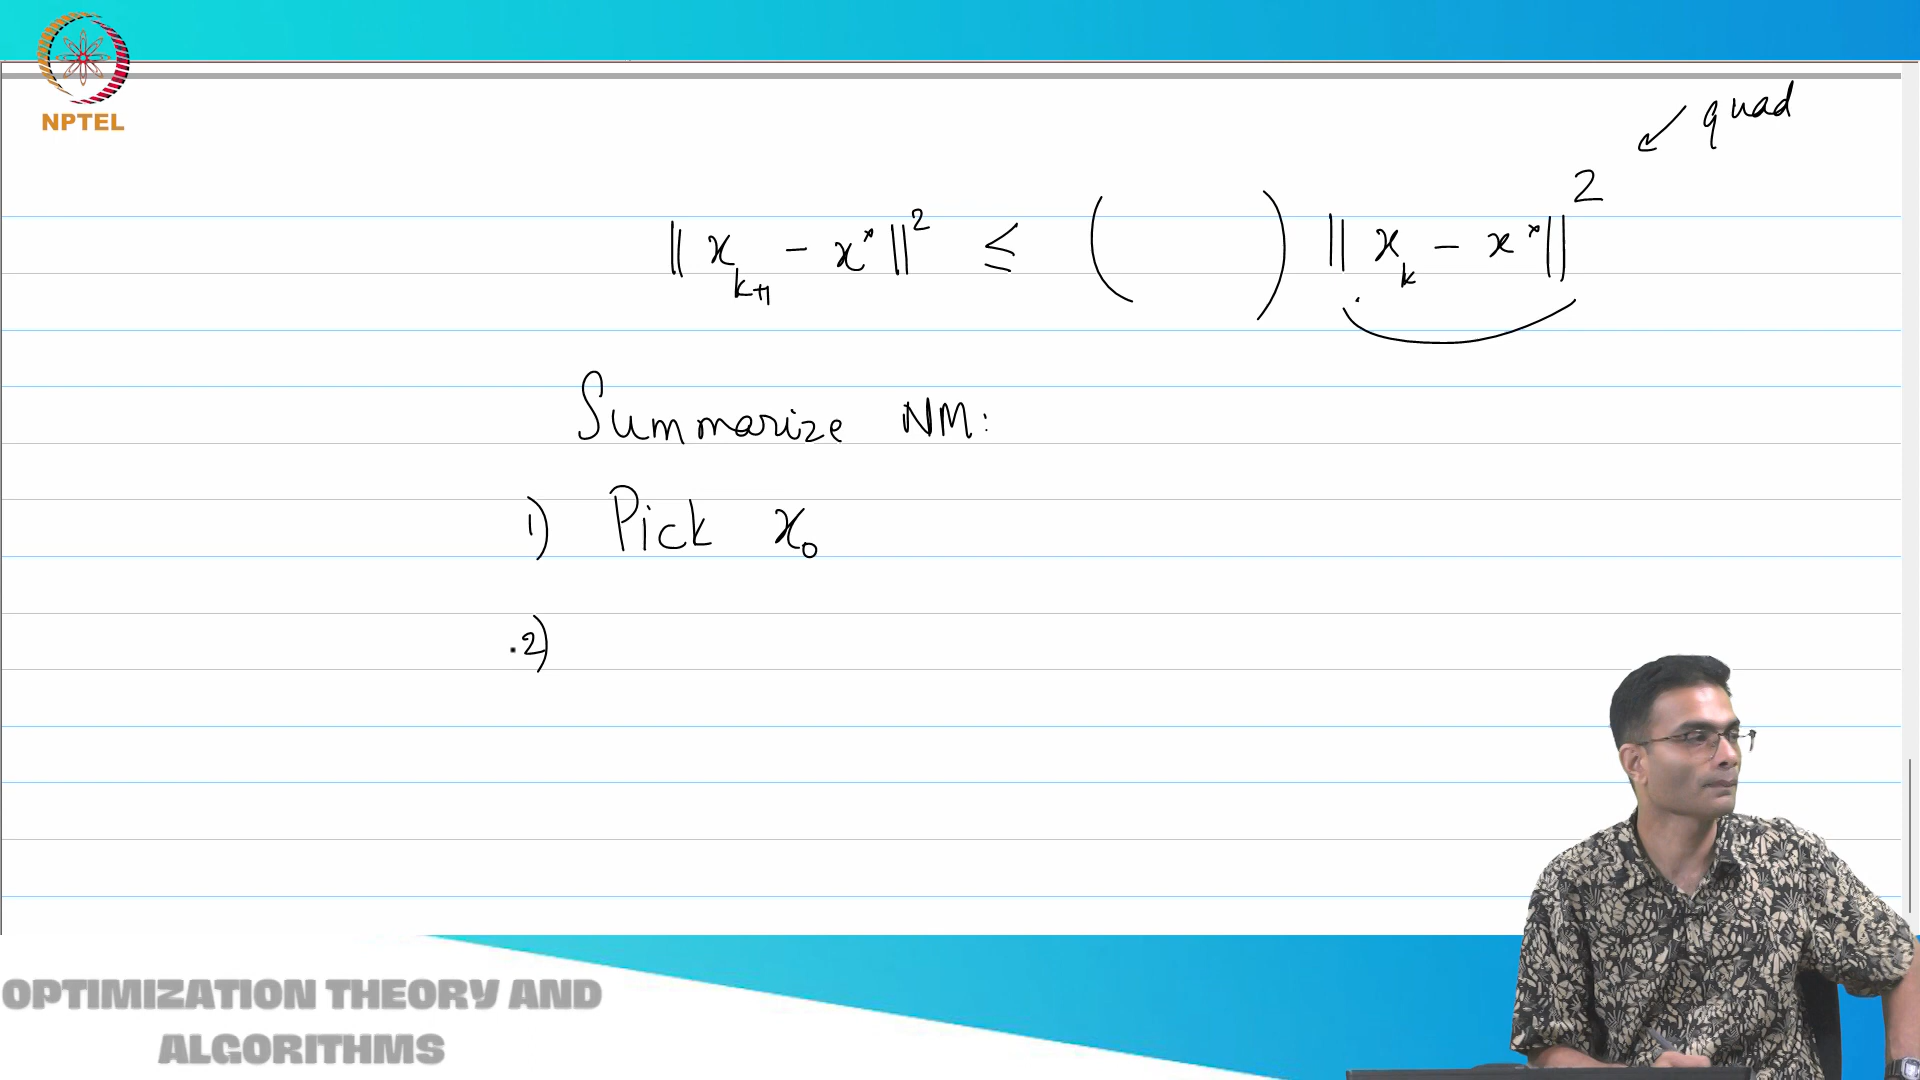 NPTEL
quad
‖ x_{k+1} - x* ‖² ≤ (          ) ‖ x_k - x* ‖²
Summarize NM:
1) Pick x₀
2)
OPTIMIZATION THEORY AND
ALGORITHMS